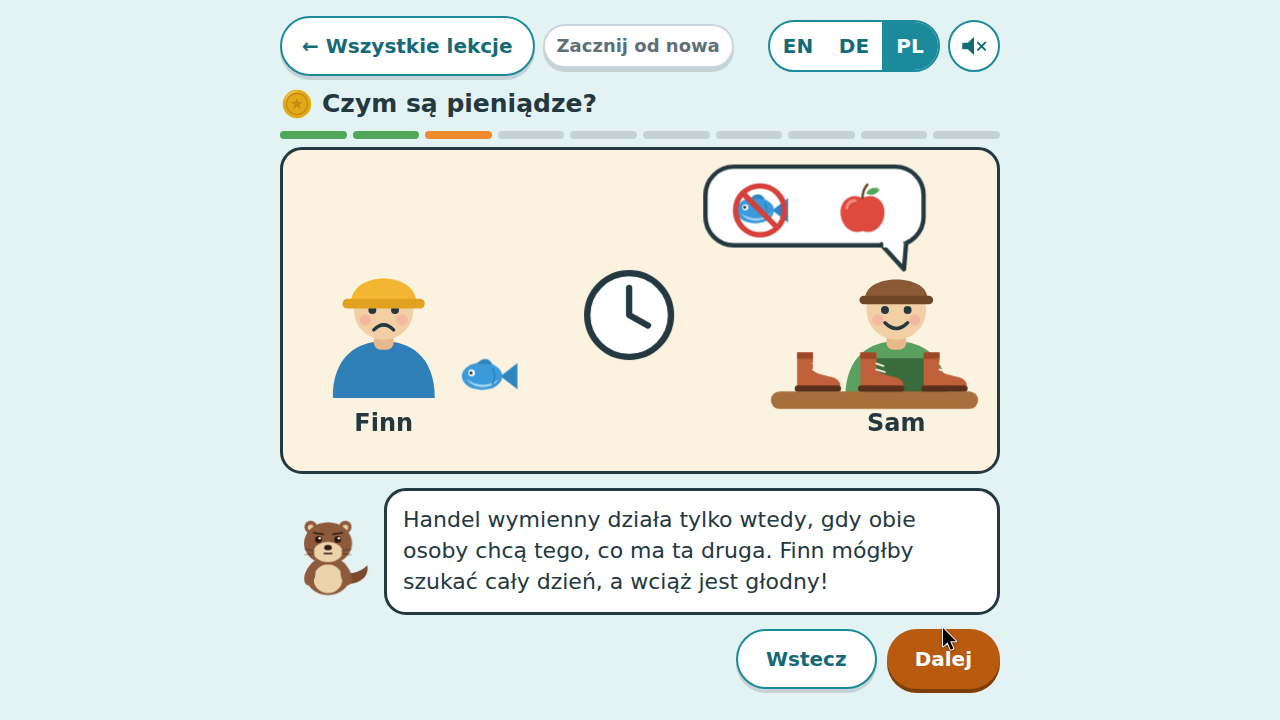 ← Wszystkie lekcje
Zacznij od nowa
EN DE PL
Czym są pieniądze?
Finn
Sam
Handel wymienny działa tylko wtedy, gdy obie
osoby chcą tego, co ma ta druga. Finn mógłby
szukać cały dzień, a wciąż jest głodny!
Wstecz
Dalej